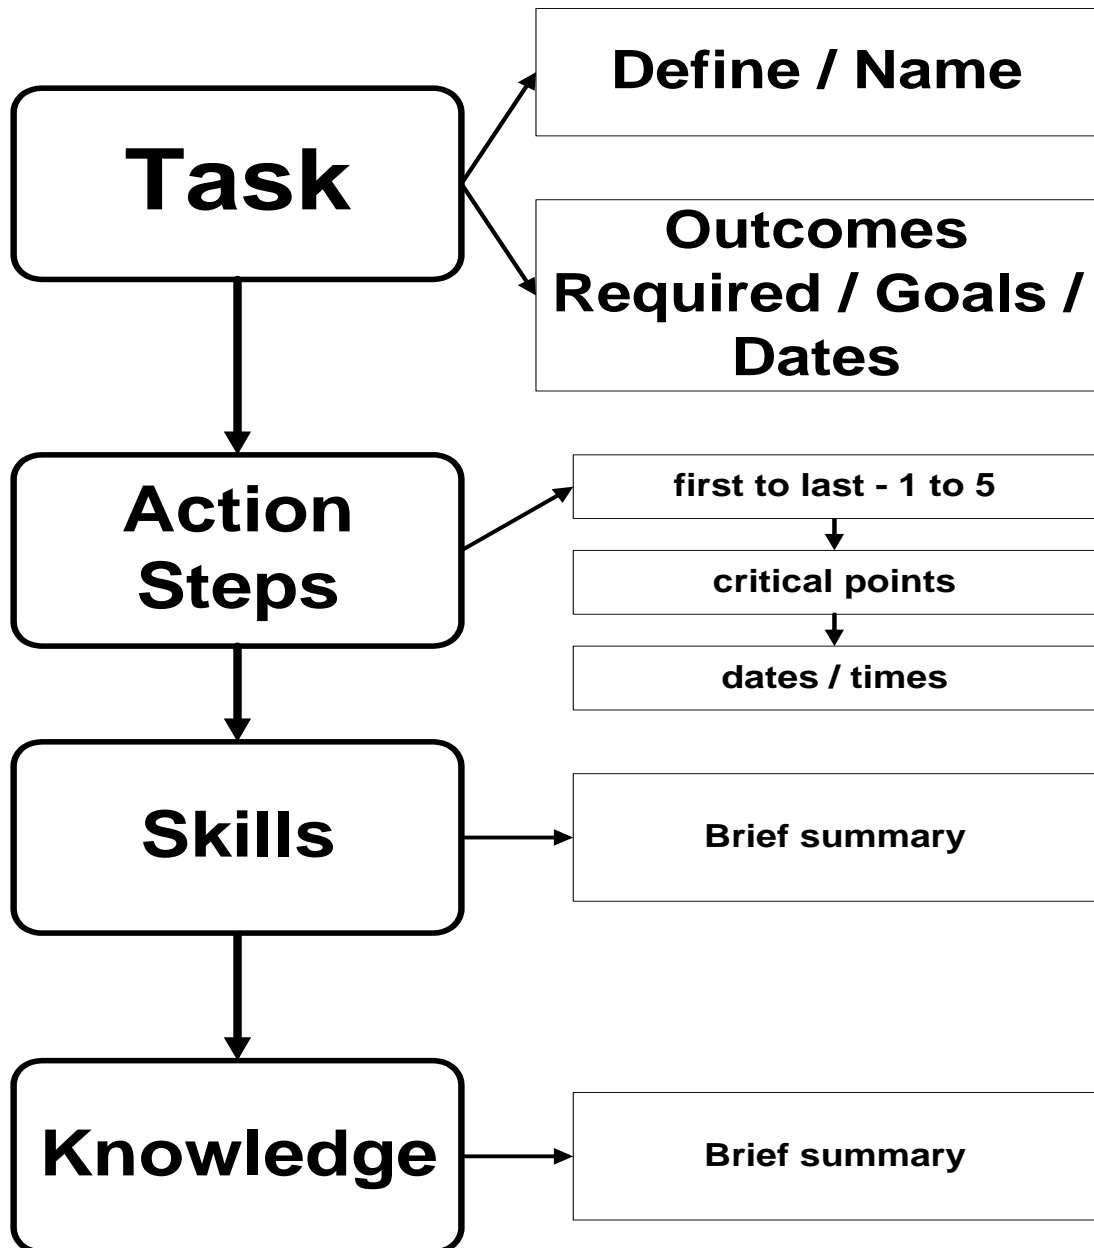 Task
Define / Name
Outcomes
Required / Goals /
Dates
Action
Steps
first to last - 1 to 5
critical points
dates / times
Skills
Brief summary
Knowledge
Brief summary